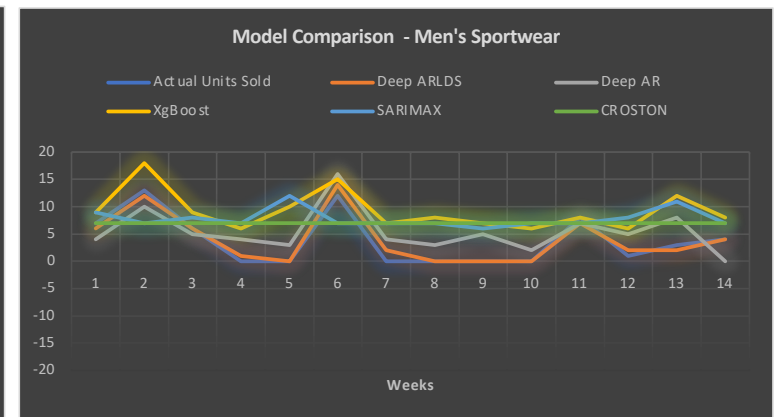 Model Comparison - Men's Sportwear
Actual Units Sold Deep ARLDS Deep AR
XgBoost SARIMAX CROSTON
20
15
10
5
0
1 2 3 4 5 6 7 8 9 10 11 12 13 14
-5
-10
-15
-20
Weeks